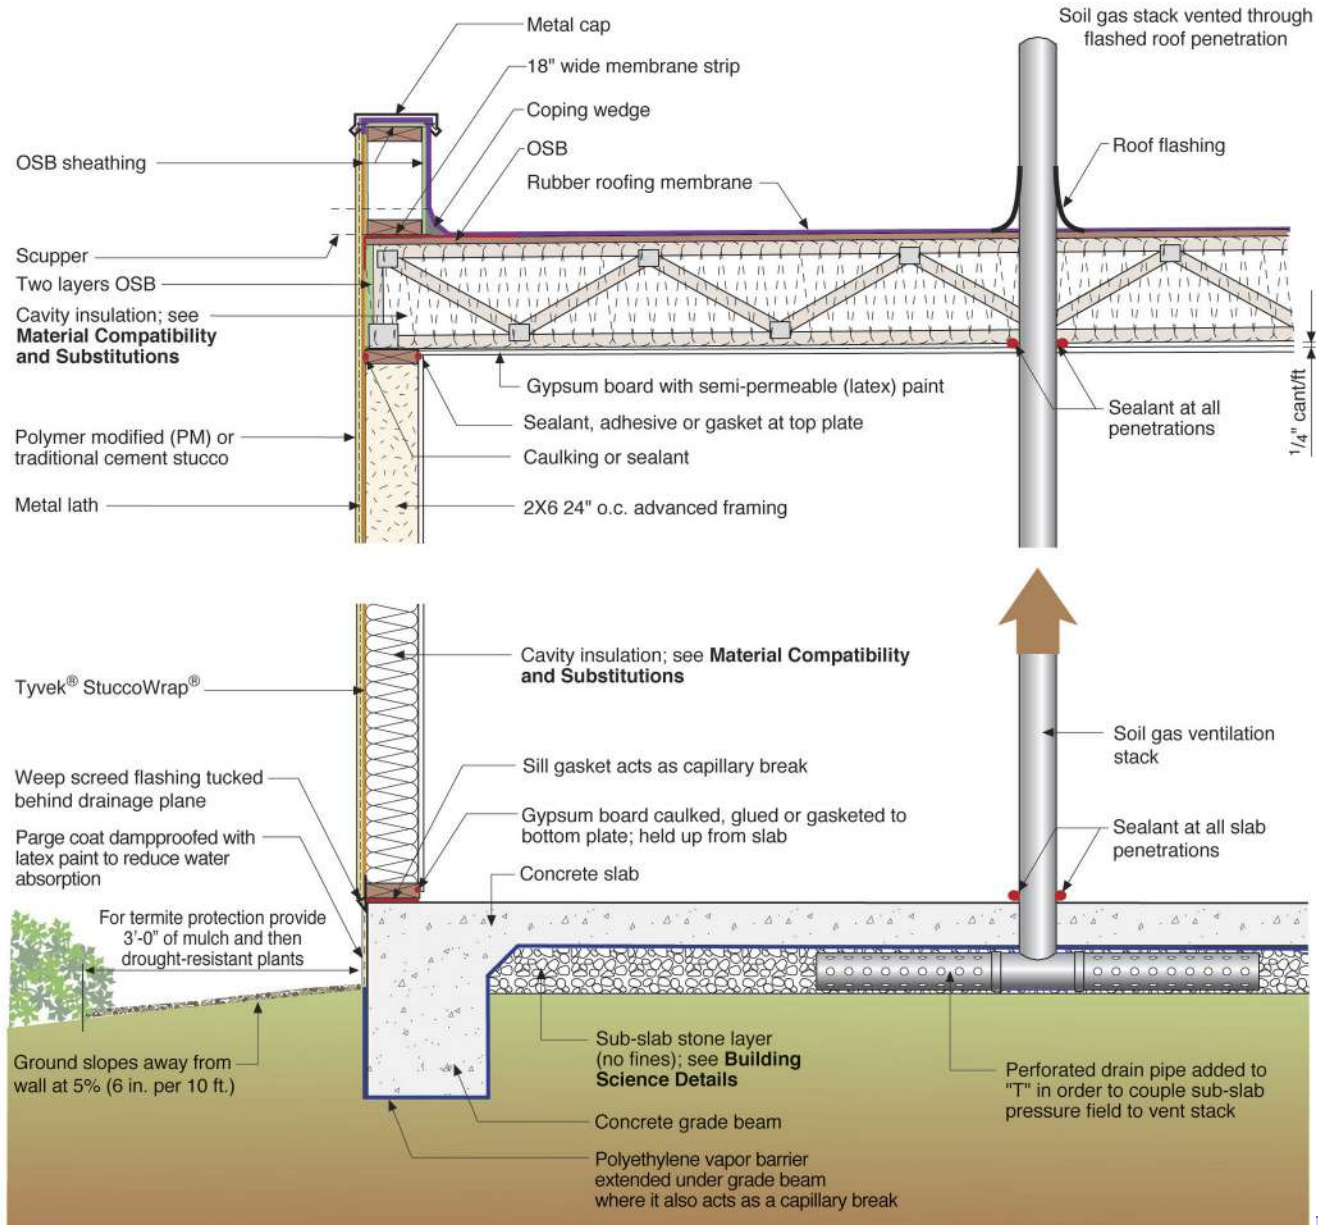 Metal cap
18" wide membrane strip
Coping wedge
OSB
Rubber roofing membrane
Soil gas stack vented through
flashed roof penetration
Roof flashing
OSB sheathing
Scupper
Two layers OSB
Cavity insulation; see
Material Compatibility
and Substitutions
Gypsum board with semi-permeable (latex) paint
Sealant, adhesive or gasket at top plate
Caulking or sealant
2X6 24" o.c. advanced framing
Sealant at all
penetrations
1/4" cant/ft
Polymer modified (PM) or
traditional cement stucco
Metal lath
Cavity insulation; see Material Compatibility
and Substitutions
Tyvek® StuccoWrap®
Soil gas ventilation
stack
Weep screed flashing tucked
behind drainage plane
Sill gasket acts as capillary break
Gypsum board caulked, glued or gasketed to
bottom plate; held up from slab
Sealant at all slab
penetrations
Parge coat dampproofed with
latex paint to reduce water
absorption
Concrete slab
For termite protection provide
3'-0" of mulch and then
drought-resistant plants
Ground slopes away from
wall at 5% (6 in. per 10 ft.)
Sub-slab stone layer
(no fines); see Building
Science Details
Perforated drain pipe added to
"T" in order to couple sub-slab
pressure field to vent stack
Concrete grade beam
Polyethylene vapor barrier
extended under grade beam
where it also acts as a capillary break